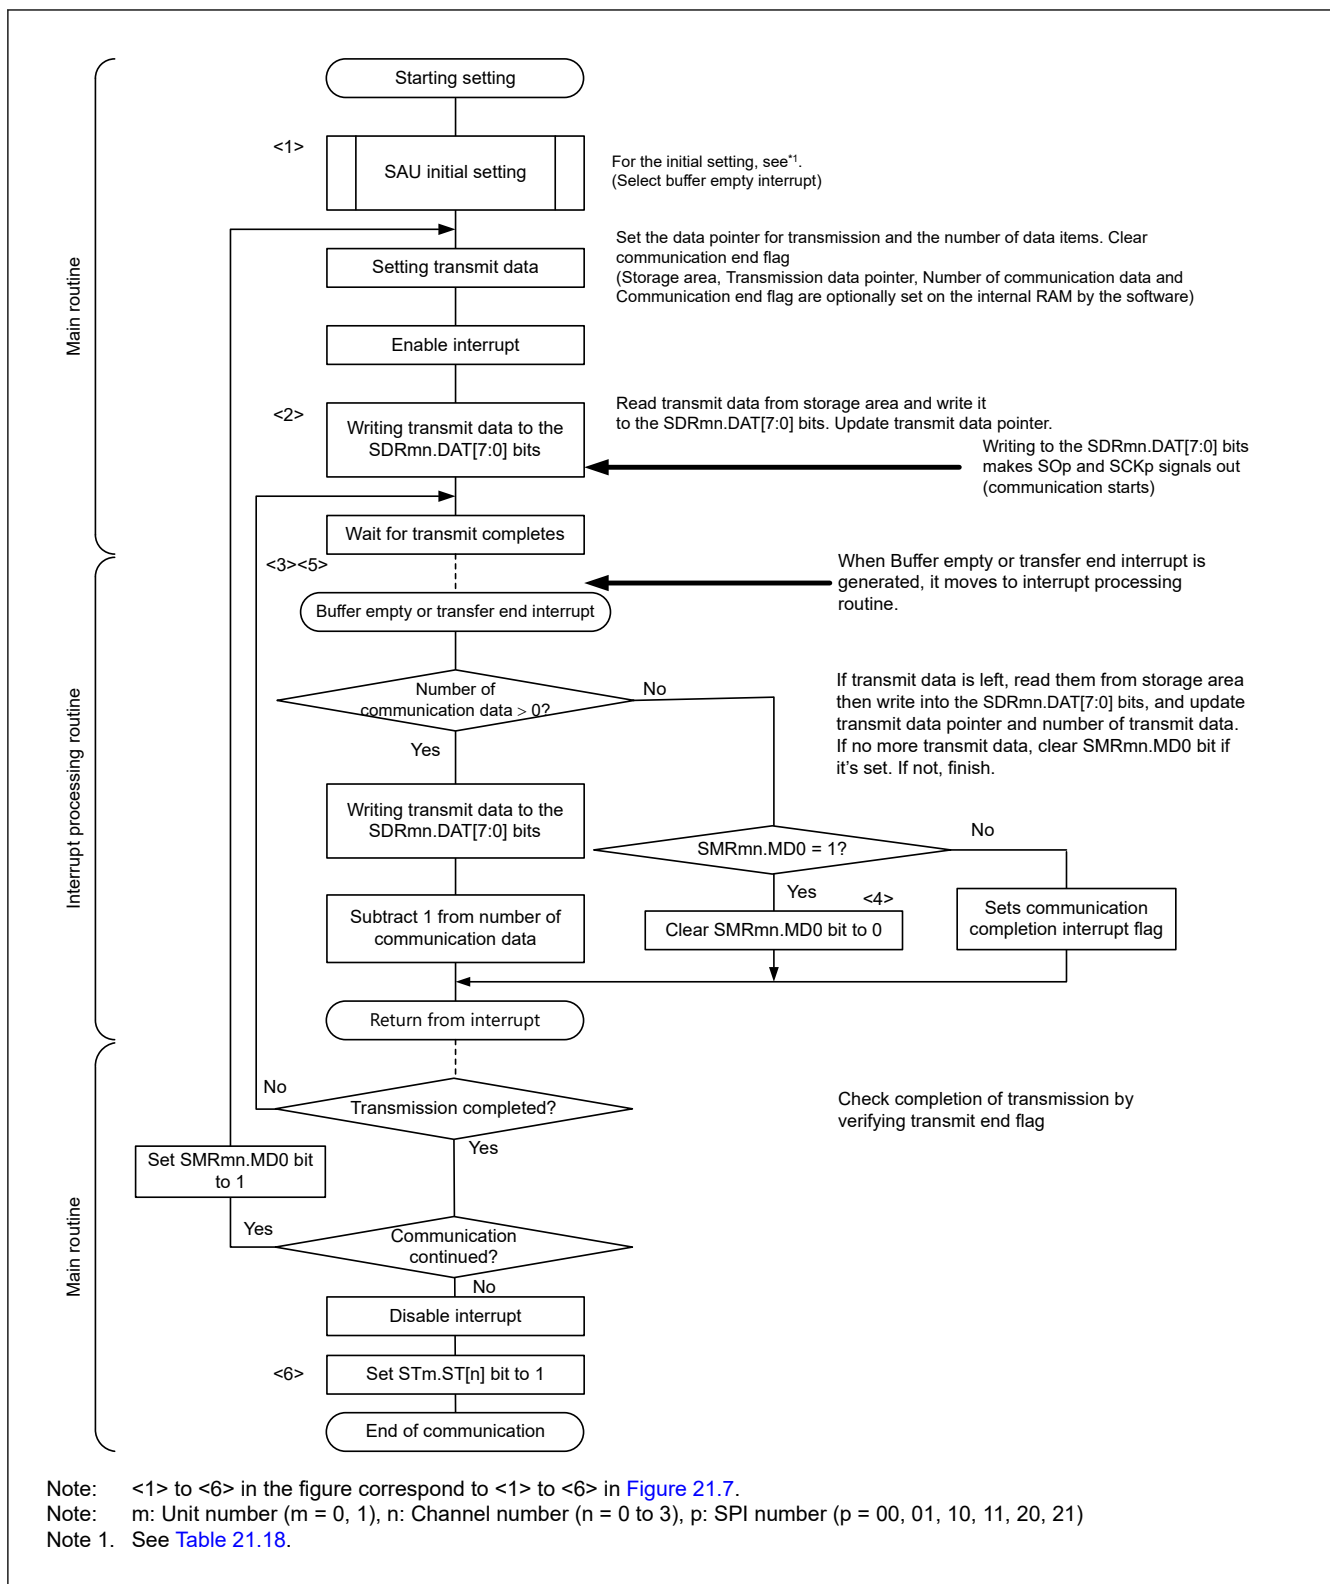 Starting setting
<1>
SAU initial setting
For the initial setting, see*1.
(Select buffer empty interrupt)
Set the data pointer for transmission and the number of data items. Clear
communication end flag
(Storage area, Transmission data pointer, Number of communication data and
Communication end flag are optionally set on the internal RAM by the software)
Setting transmit data
Main routine
Enable interrupt
<2>
Writing transmit data to the
SDRmn.DAT[7:0] bits
Read transmit data from storage area and write it
to the SDRmn.DAT[7:0] bits. Update transmit data pointer.
Writing to the SDRmn.DAT[7:0] bits
makes SOp and SCKp signals out
(communication starts)
Wait for transmit completes
<3><5>
When Buffer empty or transfer end interrupt is
generated, it moves to interrupt processing
routine.
Buffer empty or transfer end interrupt
Number of
communication data > 0?
No
Yes
If transmit data is left, read them from storage area
then write into the SDRmn.DAT[7:0] bits, and update
transmit data pointer and number of transmit data.
If no more transmit data, clear SMRmn.MD0 bit if
it's set. If not, finish.
Interrupt processing routine
Writing transmit data to the
SDRmn.DAT[7:0] bits
SMRmn.MD0 = 1?
No
Yes
<4>
Subtract 1 from number of
communication data
Clear SMRmn.MD0 bit to 0
Sets communication
completion interrupt flag
Return from interrupt
No
Transmission completed?
Check completion of transmission by
verifying transmit end flag
Yes
Set SMRmn.MD0 bit
to 1
Main routine
Yes
Communication
continued?
No
Disable interrupt
<6>
Set STm.ST[n] bit to 1
End of communication
Note: <1> to <6> in the figure correspond to <1> to <6> in Figure 21.7.
Note: m: Unit number (m = 0, 1), n: Channel number (n = 0 to 3), p: SPI number (p = 00, 01, 10, 11, 20, 21)
Note 1. See Table 21.18.